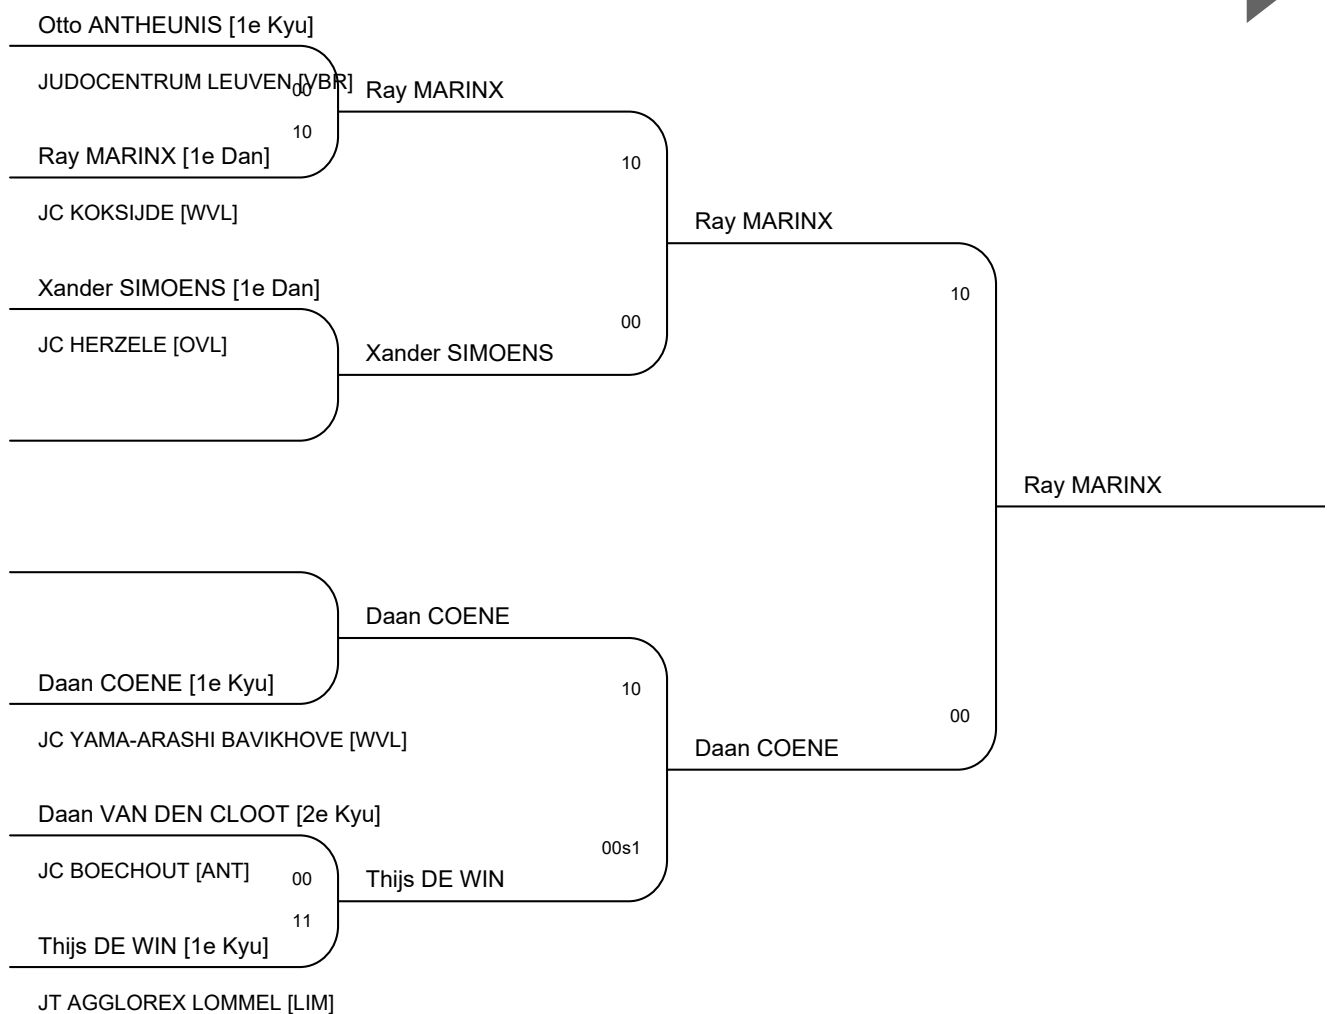 Otto ANTHEUNIS [1e Kyu]
JUDOCENTRUM LEUVEN [VBR]
00
Ray MARINX
10
Ray MARINX [1e Dan]
10
JC KOKSIJDE [WVL]
Ray MARINX
Xander SIMOENS [1e Dan]
10
00
JC HERZELE [OVL]
Xander SIMOENS
Ray MARINX
Daan COENE
Daan COENE [1e Kyu]
10
00
JC YAMA-ARASHI BAVIKHOVE [WVL]
Daan COENE
Daan VAN DEN CLOOT [2e Kyu]
00s1
JC BOECHOUT [ANT]
00
Thijs DE WIN
11
Thijs DE WIN [1e Kyu]
JT AGGLOREX LOMMEL [LIM]